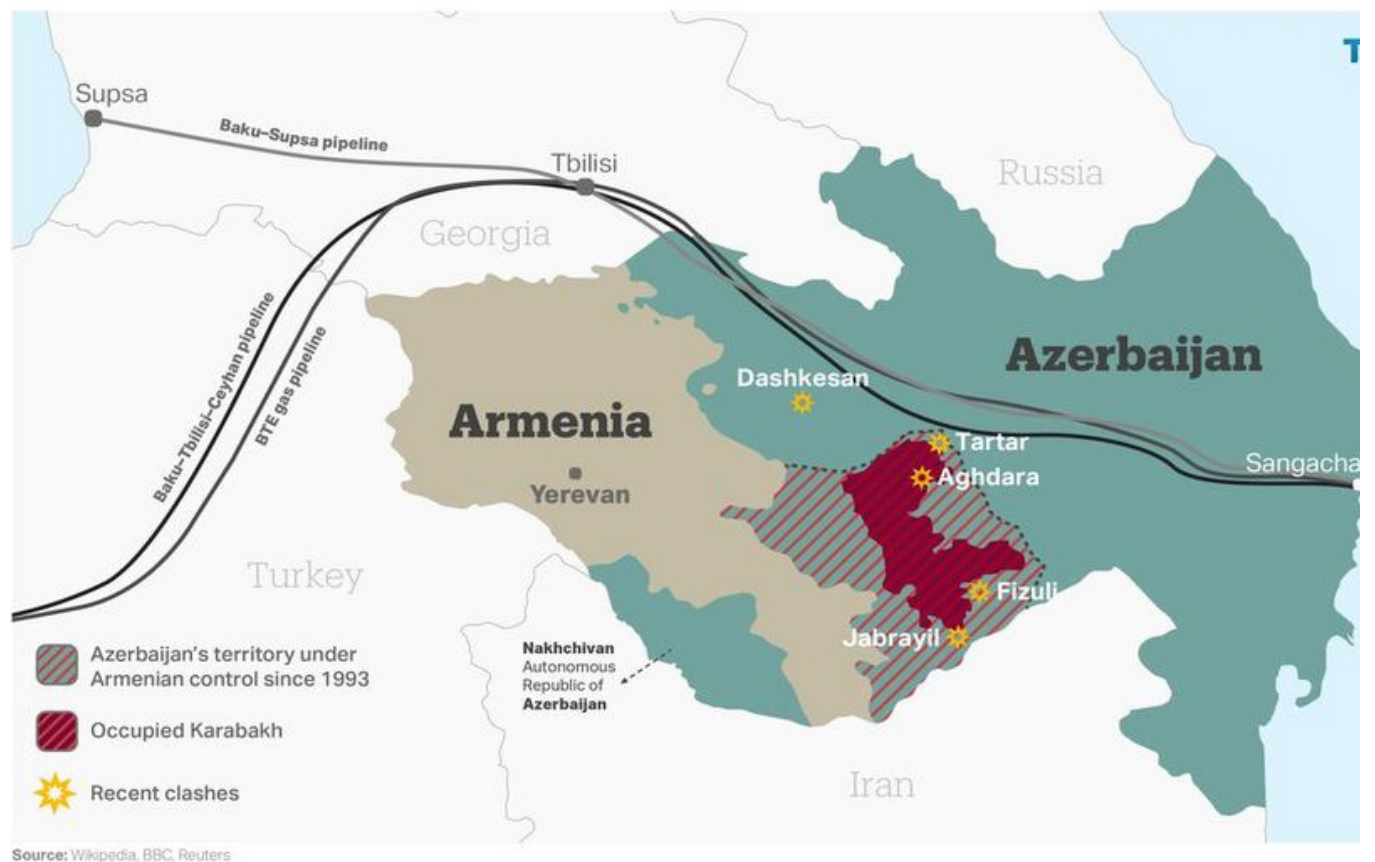 T
Supsa
Baku–Supsa pipeline
Tbilisi
Russia
Georgia
Baku–Tbilisi–Ceyhan pipeline
BTE gas pipeline
Azerbaijan
Dashkesan
Armenia
Tartar
Sangacha
Aghdara
Yerevan
Turkey
Fizuli
Jabrayil
Nakhchivan
Autonomous
Republic of
Azerbaijan
Azerbaijan's territory under
Armenian control since 1993
Occupied Karabakh
Iran
Recent clashes
Source: Wikipedia, BBC, Reuters